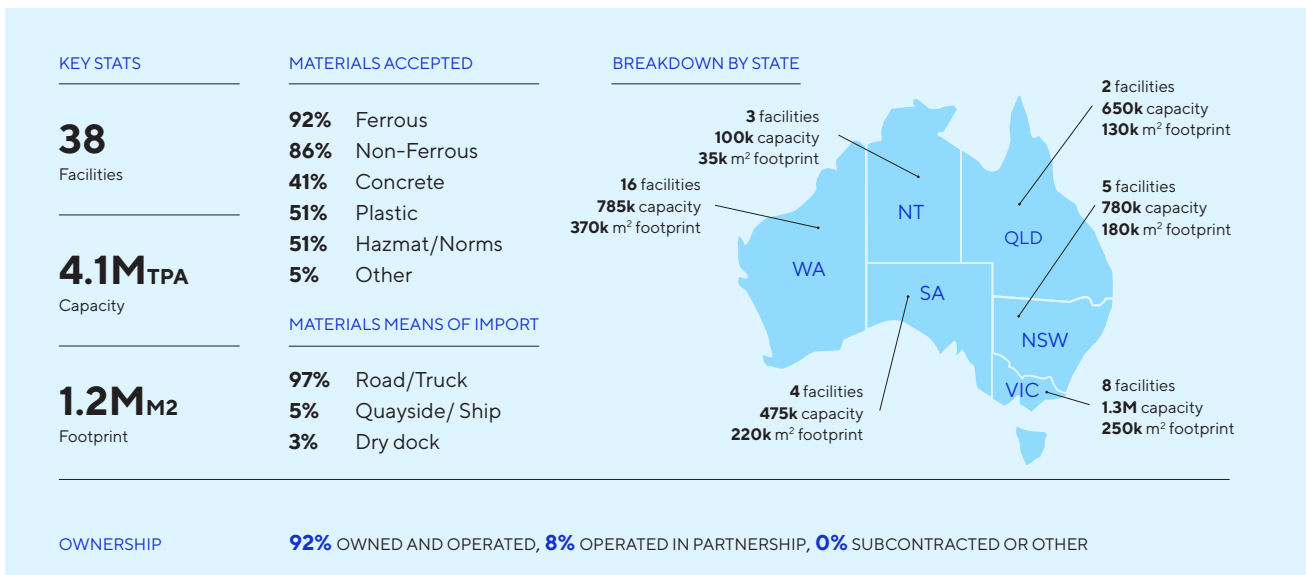 KEY STATS
38
Facilities
4.1MTPA
Capacity
1.2MM2
Footprint
MATERIALS ACCEPTED
92% Ferrous
86% Non-Ferrous
41% Concrete
51% Plastic
51% Hazmat/Norms
5% Other
MATERIALS MEANS OF IMPORT
97% Road/Truck
5% Quayside/ Ship
3% Dry dock
BREAKDOWN BY STATE
3 facilities
100k capacity
35k m² footprint
16 facilities
785k capacity
370k m² footprint
2 facilities
650k capacity
130k m² footprint
5 facilities
780k capacity
180k m² footprint
4 facilities
475k capacity
220k m² footprint
8 facilities
1.3M capacity
250k m² footprint
NT
QLD
WA
SA
NSW
VIC
OWNERSHIP
92% OWNED AND OPERATED, 8% OPERATED IN PARTNERSHIP, 0% SUBCONTRACTED OR OTHER